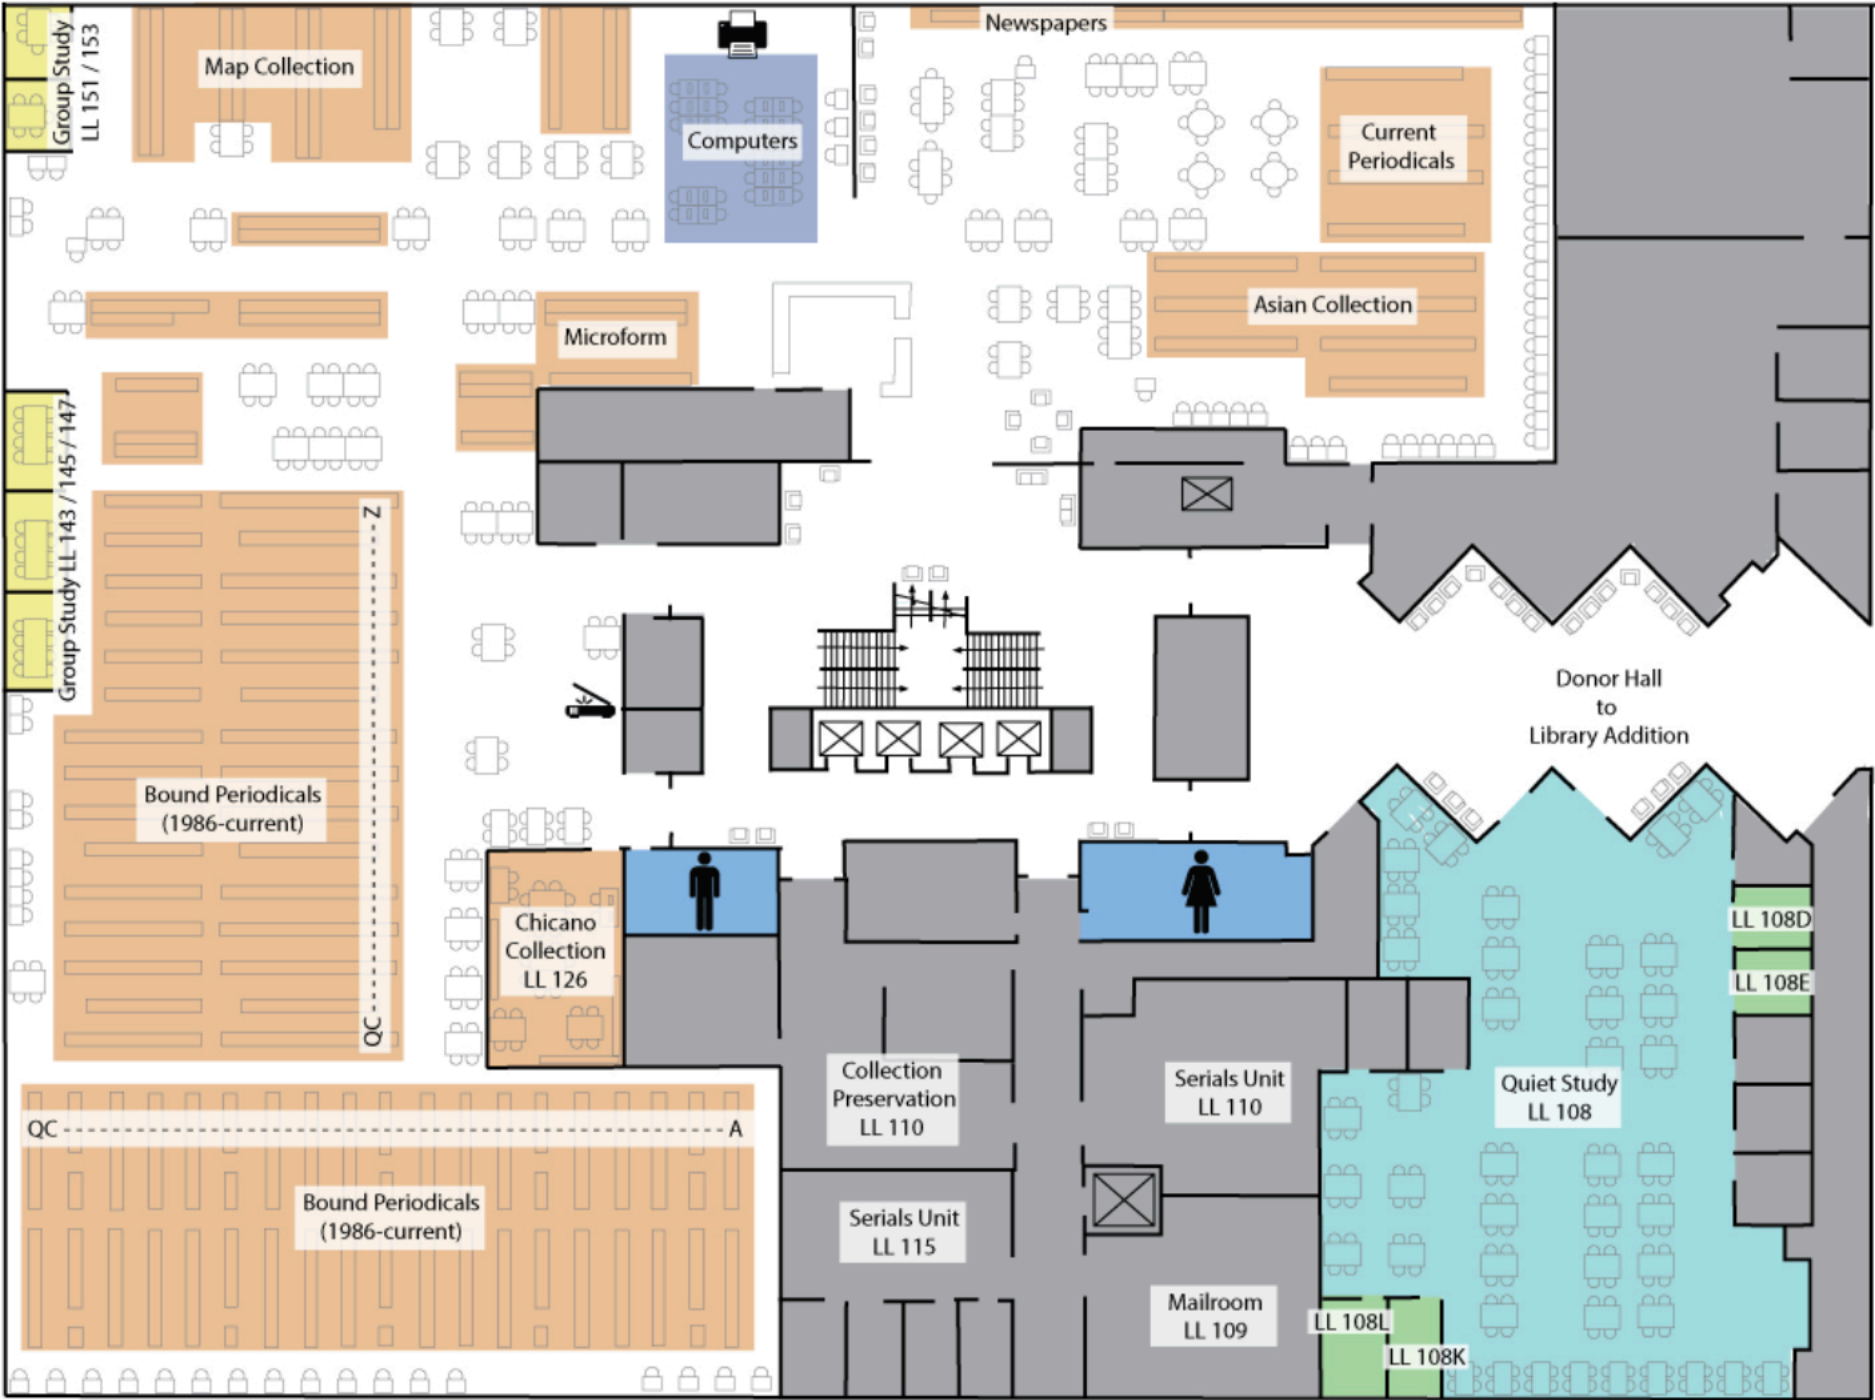 Group Study
LL 151 / 153
Map Collection
Computers
Newspapers
Current
Periodicals
Asian Collection
Microform
Group Study LL 143 / 145 / 147
Z
QC
Bound Periodicals
(1986-current)
Donor Hall
to
Library Addition
Chicano
Collection
LL 126
LL 108D
LL 108E
Collection
Preservation
LL 110
Serials Unit
LL 110
Quiet Study
LL 108
QC
A
Bound Periodicals
(1986-current)
Serials Unit
LL 115
Mailroom
LL 109
LL 108L
LL 108K